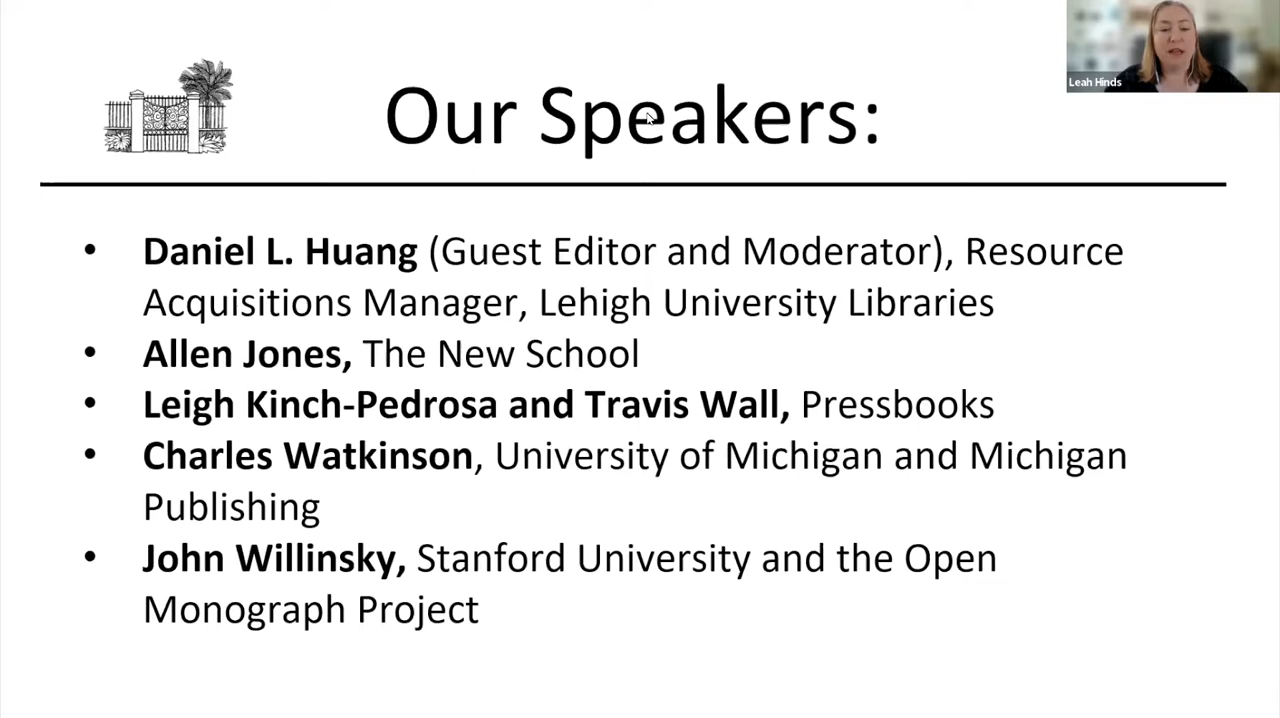 Leah Hinds
Our Speakers:
• Daniel L. Huang (Guest Editor and Moderator), Resource
Acquisitions Manager, Lehigh University Libraries
• Allen Jones, The New School
• Leigh Kinch-Pedrosa and Travis Wall, Pressbooks
• Charles Watkinson, University of Michigan and Michigan
Publishing
• John Willinsky, Stanford University and the Open
Monograph Project